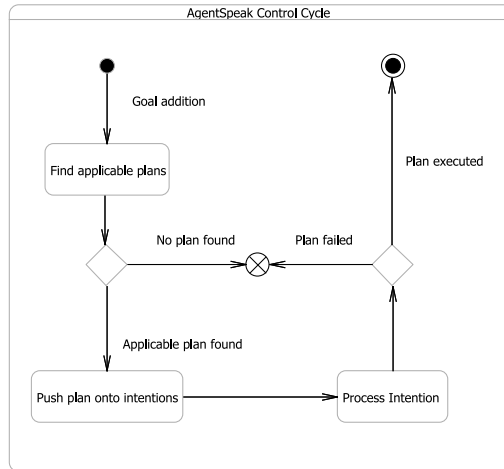 AgentSpeak Control Cycle
Goal addition
Find applicable plans
Plan executed
No plan found
Plan failed
Applicable plan found
Push plan onto intentions
Process Intention